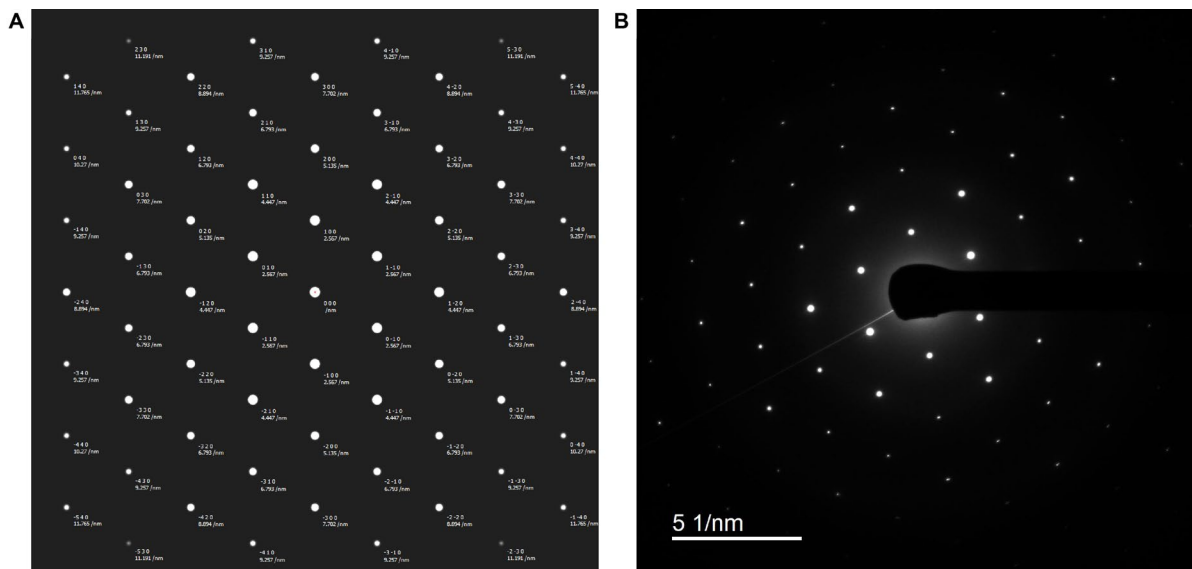 A
B
2 3 0 3 1 0 4 -1 0 5 -3 0
11.191 /nm 9.257 /nm 9.257 /nm 11.191 /nm
1 4 0 2 2 0 3 0 0 4 -2 0 5 -4 0
11.765 /nm 8.894 /nm 7.702 /nm 8.894 /nm 11.765 /nm
1 3 0 2 1 0 3 -1 0 4 -3 0
9.257 /nm 6.793 /nm 6.793 /nm 9.257 /nm
0 4 0 1 2 0 2 0 0 3 -2 0 4 -4 0
10.27 /nm 6.793 /nm 5.135 /nm 6.793 /nm 10.27 /nm
0 3 0 1 1 0 2 -1 0 3 -3 0
7.702 /nm 4.447 /nm 4.447 /nm 7.702 /nm
-1 4 0 0 2 0 1 0 0 2 -2 0 3 -4 0
9.257 /nm 5.135 /nm 2.567 /nm 5.135 /nm 9.257 /nm
-1 3 0 0 1 0 1 -1 0 2 -3 0
6.793 /nm 2.567 /nm 2.567 /nm 6.793 /nm
-2 4 0 -1 2 0 0 0 0 1 -2 0 2 -4 0
8.894 /nm 4.447 /nm /nm 4.447 /nm 8.894 /nm
-2 3 0 -1 1 0 0 -1 0 1 -3 0
6.793 /nm 2.567 /nm 2.567 /nm 6.793 /nm
-3 4 0 -2 2 0 -1 0 0 0 -2 0 1 -4 0
9.257 /nm 5.135 /nm 2.567 /nm 5.135 /nm 9.257 /nm
-3 3 0 -2 1 0 -1 -1 0 0 -3 0
7.702 /nm 4.447 /nm 4.447 /nm 7.702 /nm
-4 4 0 -3 2 0 -2 0 0 -1 -2 0 0 -4 0
10.27 /nm 6.793 /nm 5.135 /nm 6.793 /nm 10.27 /nm
-4 3 0 -3 1 0 -2 -1 0 -1 -3 0
9.257 /nm 6.793 /nm 6.793 /nm 9.257 /nm
-5 4 0 -4 2 0 -3 0 0 -2 -2 0 -1 -4 0
11.765 /nm 8.894 /nm 7.702 /nm 8.894 /nm 11.765 /nm
-5 3 0 -4 1 0 -3 -1 0 -2 -3 0
11.191 /nm 9.257 /nm 9.257 /nm 11.191 /nm
5 1/nm